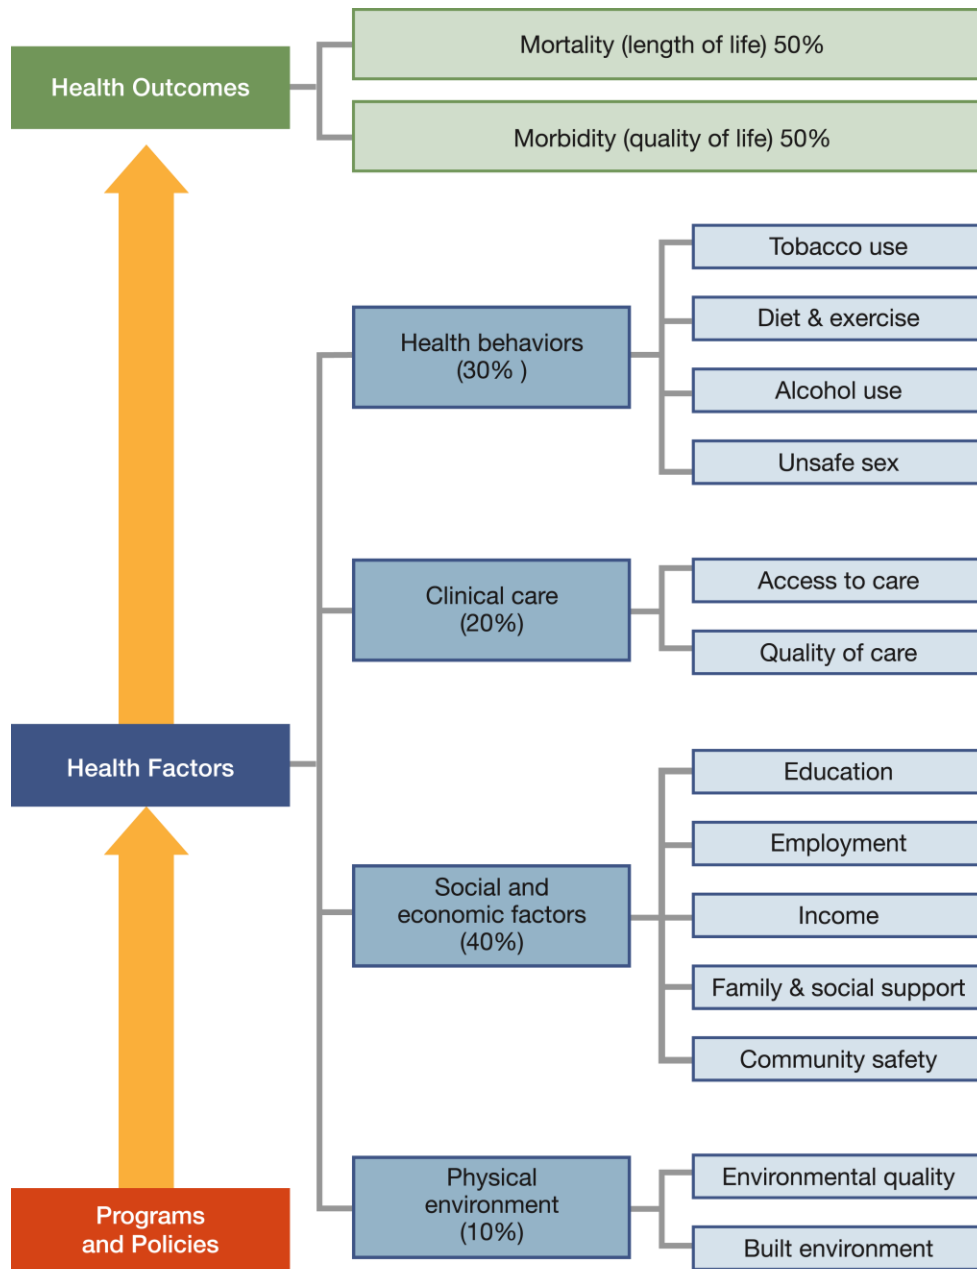 Health Outcomes
Mortality (length of life) 50%
Morbidity (quality of life) 50%
Health Factors
Health behaviors
(30% )
Tobacco use
Diet & exercise
Alcohol use
Unsafe sex
Clinical care
(20%)
Access to care
Quality of care
Social and
economic factors
(40%)
Education
Employment
Income
Family & social support
Community safety
Physical
environment
(10%)
Environmental quality
Built environment
Programs
and Policies